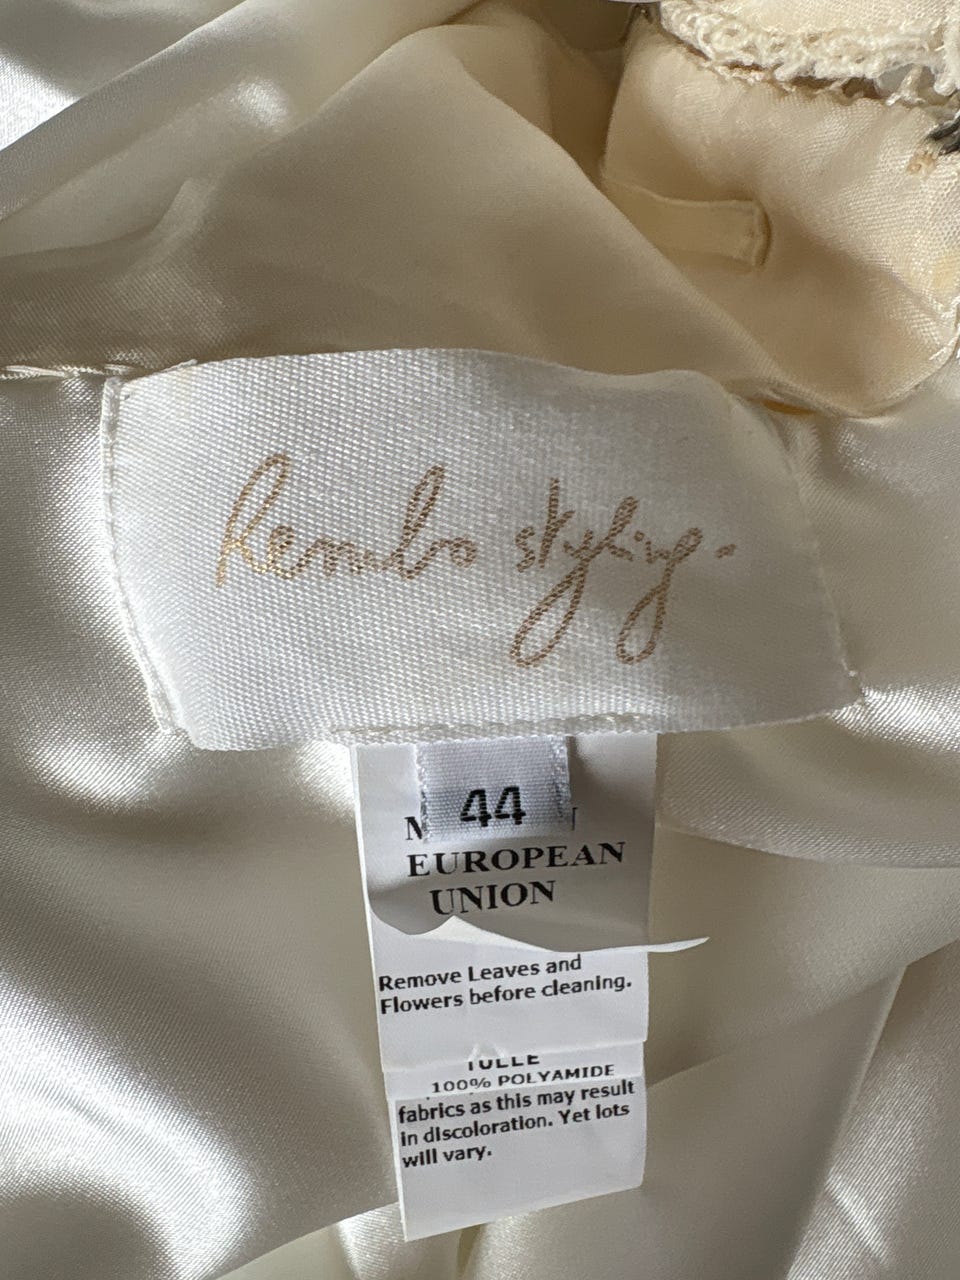 Rembo styling.
44
EUROPEAN
UNION
Remove Leaves and
Flowers before cleaning.
TULLE
100% POLYAMIDE
fabrics as this may result
in discoloration. Yet lots
will vary.